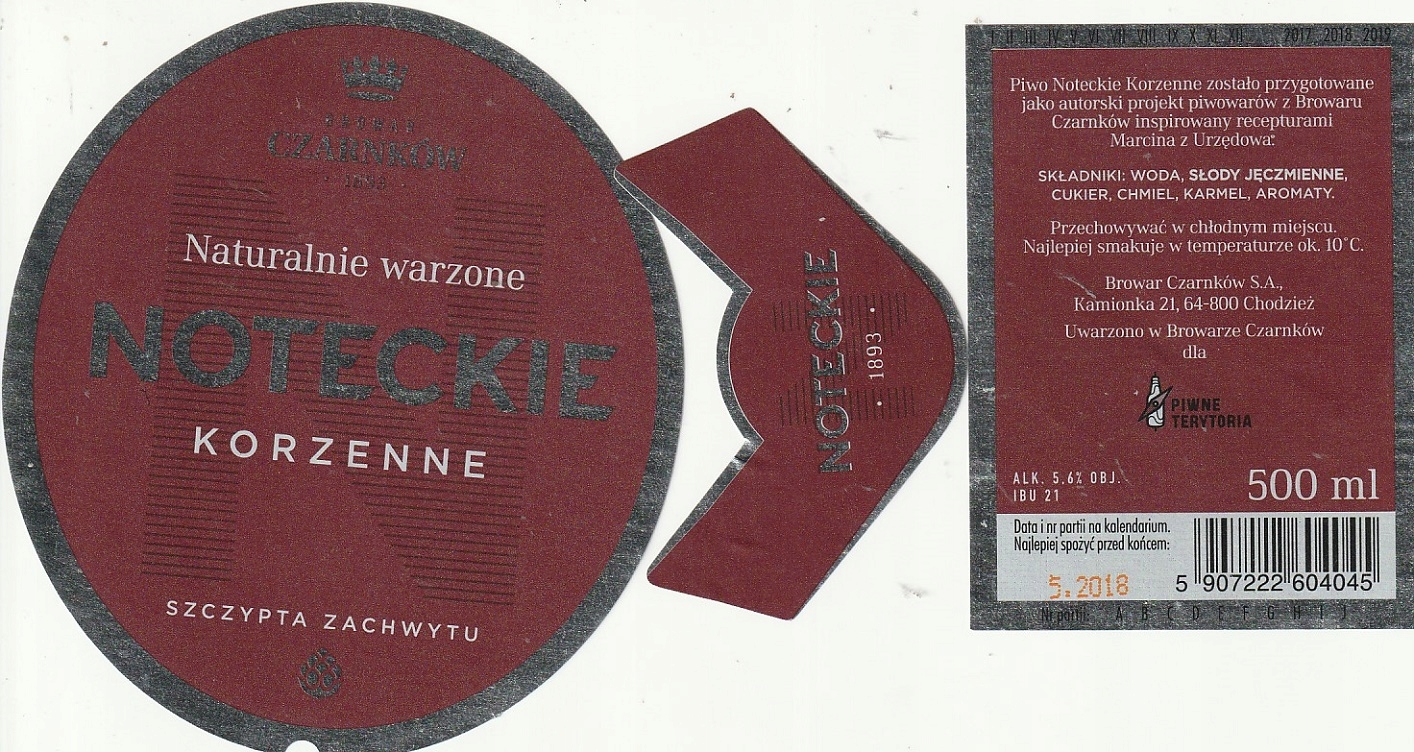 BROWAR
CZARNKÓW
1893
Naturalnie warzone
NOTECKIE
KORZENNE
SZCZYPTA ZACHWYTU
NOTECKIE
• 1893 •
I II III IV V VI VII VIII IX X XI XII 2017 2018 2019
Piwo Noteckie Korzenne zostało przygotowane
jako autorski projekt piwowarów z Browaru
Czarnków inspirowany recepturami
Marcina z Urzędowa.
SKŁADNIKI: WODA, SŁODY JĘCZMIENNE,
CUKIER, CHMIEL, KARMEL, AROMATY.
Przechowywać w chłodnym miejscu.
Najlepiej smakuje w temperaturze ok. 10°C.
Browar Czarnków S.A.,
Kamionka 21, 64-800 Chodzież
Uwarzono w Browarze Czarnków
dla
PIWNE
TERYTORIA
ALK. 5,6% OBJ.
IBU 21
500 ml
Data i nr partii na kalendarium.
Najlepiej spożyć przed końcem:
5.2018
5 907222 604045
Nr partii: A B C D E F G H I J